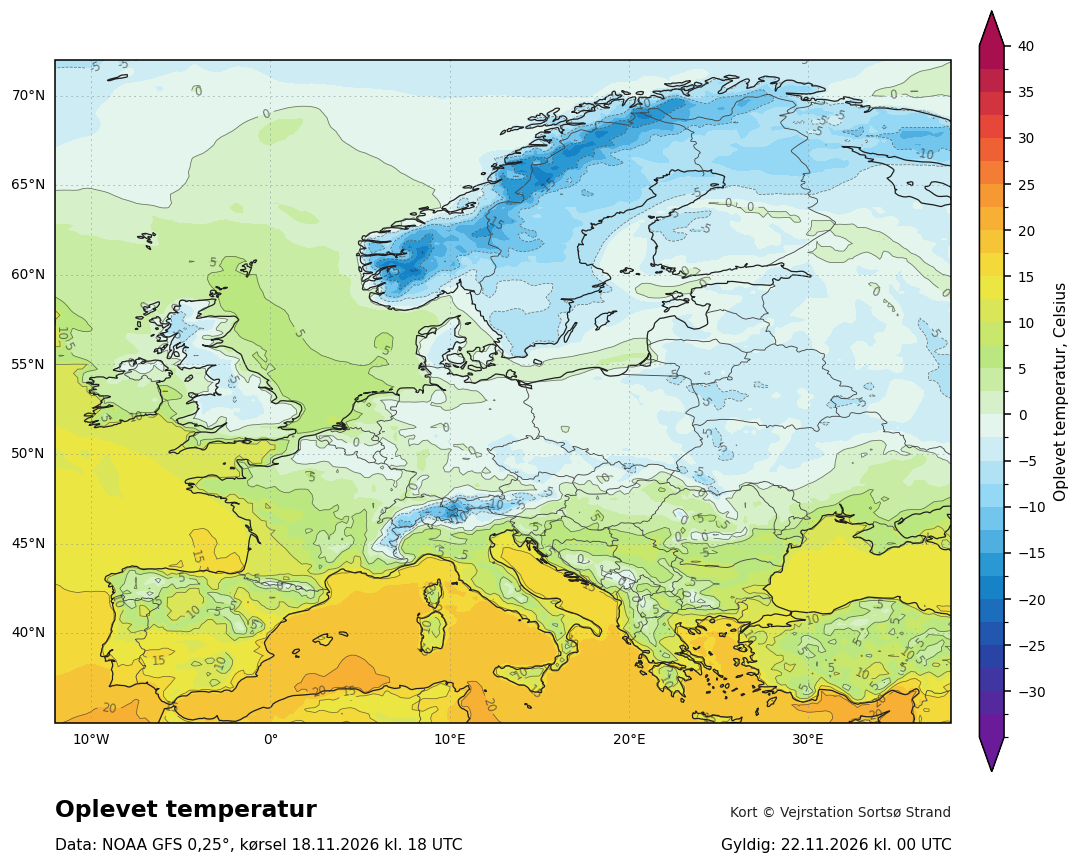 70°N
65°N
60°N
55°N
50°N
45°N
40°N
10°W
0°
10°E
20°E
30°E
40
35
30
25
20
15
10
5
0
−5
−10
−15
−20
−25
−30
Oplevet temperatur, Celsius
Oplevet temperatur
Kort © Vejrstation Sortsø Strand
Data: NOAA GFS 0,25°, kørsel 18.11.2026 kl. 18 UTC
Gyldig: 22.11.2026 kl. 00 UTC